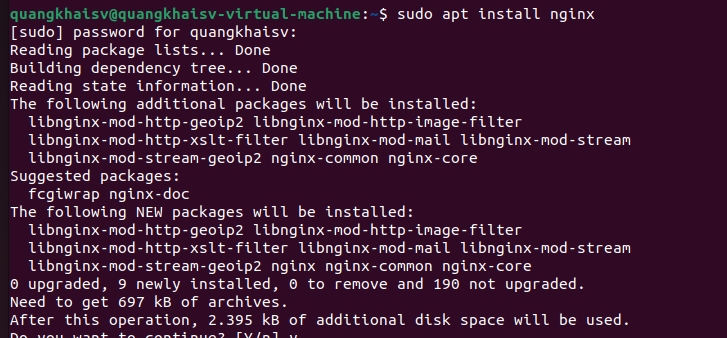 quangkhaisv@quangkhaisv-virtual-machine:~$ sudo apt install nginx
[sudo] password for quangkhaisv:
Reading package lists... Done
Building dependency tree... Done
Reading state information... Done
The following additional packages will be installed:
  libnginx-mod-http-geoip2 libnginx-mod-http-image-filter
  libnginx-mod-http-xslt-filter libnginx-mod-mail libnginx-mod-stream
  libnginx-mod-stream-geoip2 nginx-common nginx-core
Suggested packages:
  fcgiwrap nginx-doc
The following NEW packages will be installed:
  libnginx-mod-http-geoip2 libnginx-mod-http-image-filter
  libnginx-mod-http-xslt-filter libnginx-mod-mail libnginx-mod-stream
  libnginx-mod-stream-geoip2 nginx nginx-common nginx-core
0 upgraded, 9 newly installed, 0 to remove and 190 not upgraded.
Need to get 697 kB of archives.
After this operation, 2.395 kB of additional disk space will be used.
Do you want to continue? [Y/n] y